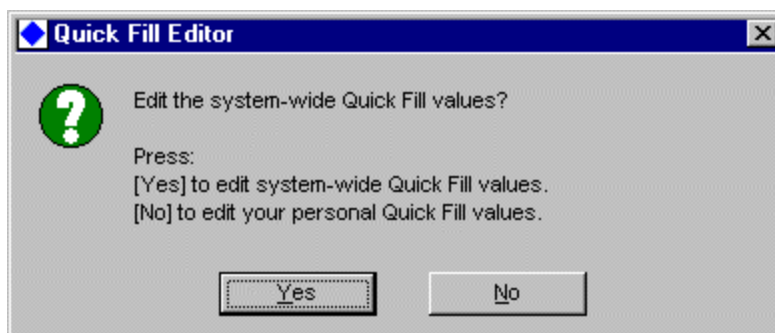 Quick Fill Editor
Edit the system-wide Quick Fill values?
Press:
[Yes] to edit system-wide Quick Fill values.
[No] to edit your personal Quick Fill values.
Yes No